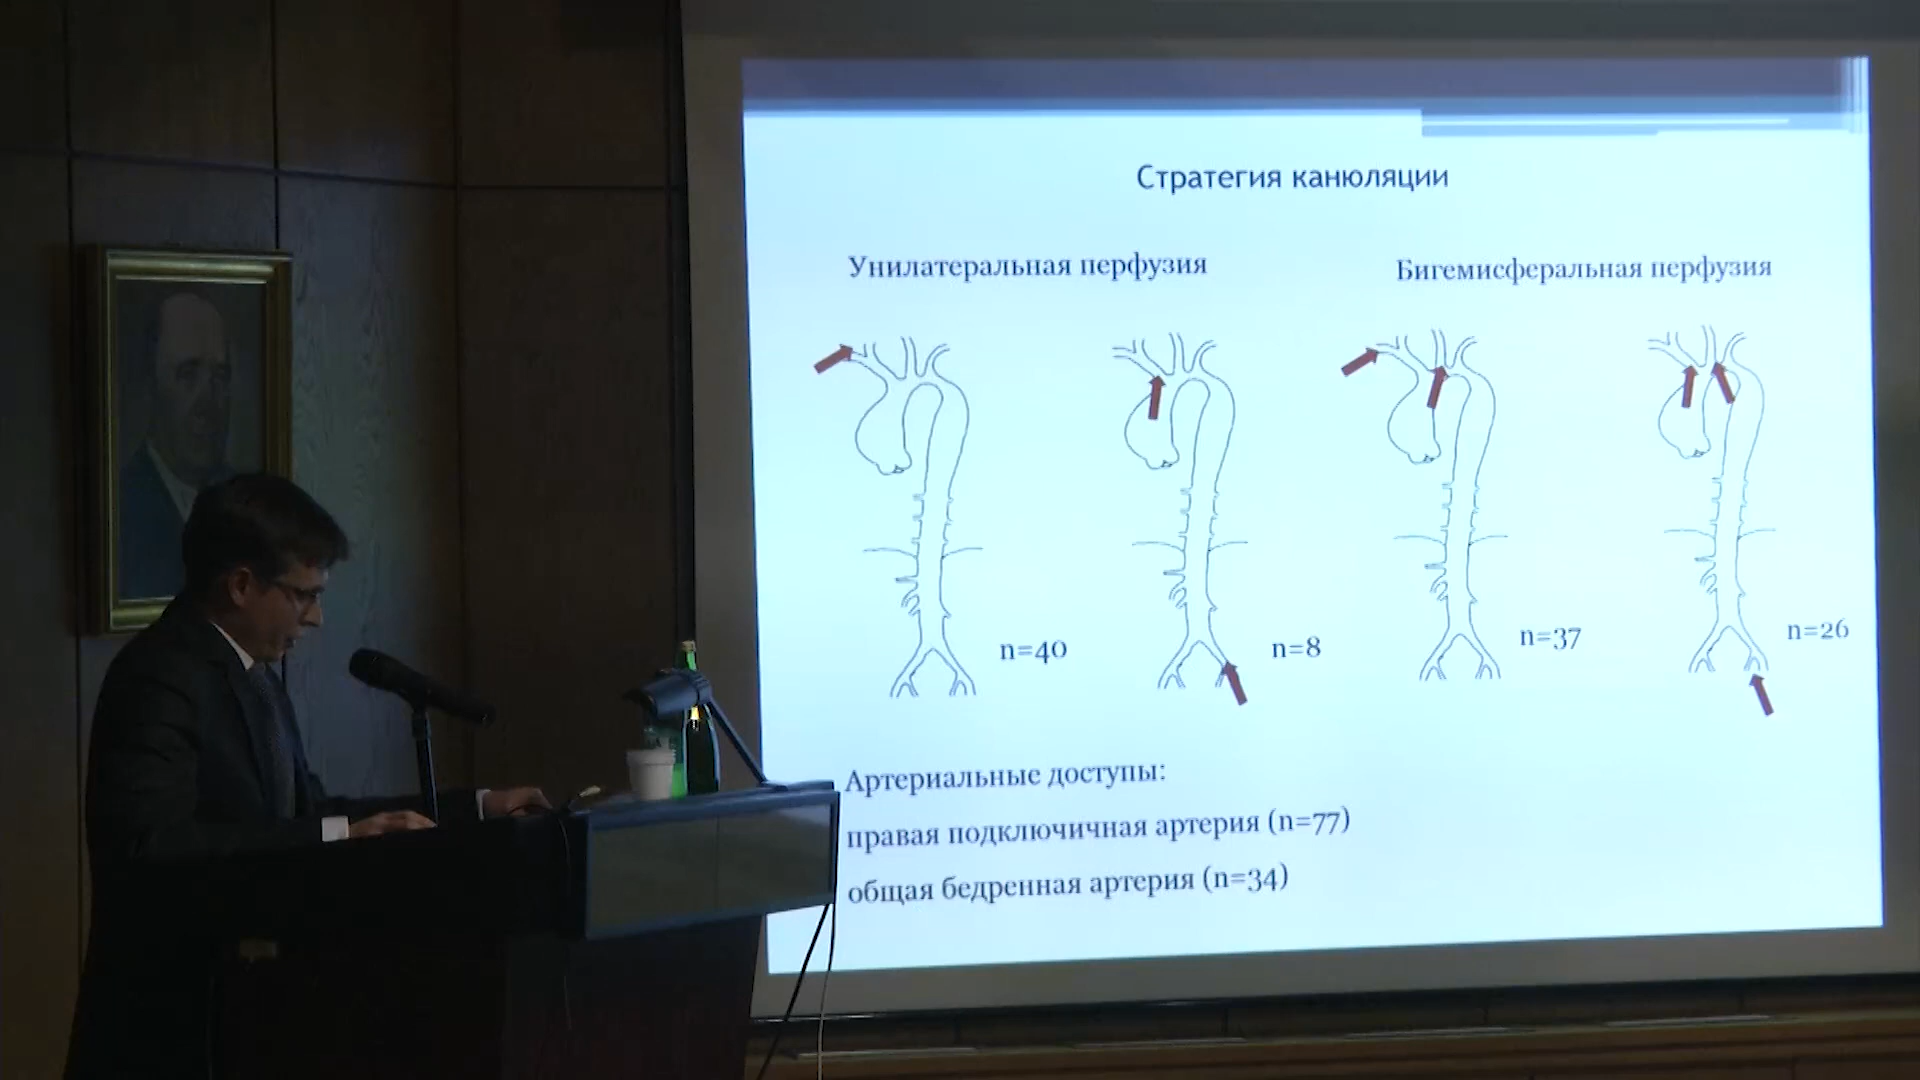 Стратегия канюляции
Унилатеральная перфузия
Бигемисферальная перфузия
n=40
n=8
n=37
n=26
Артериальные доступы:
правая подключичная артерия (n=77)
общая бедренная артерия (n=34)